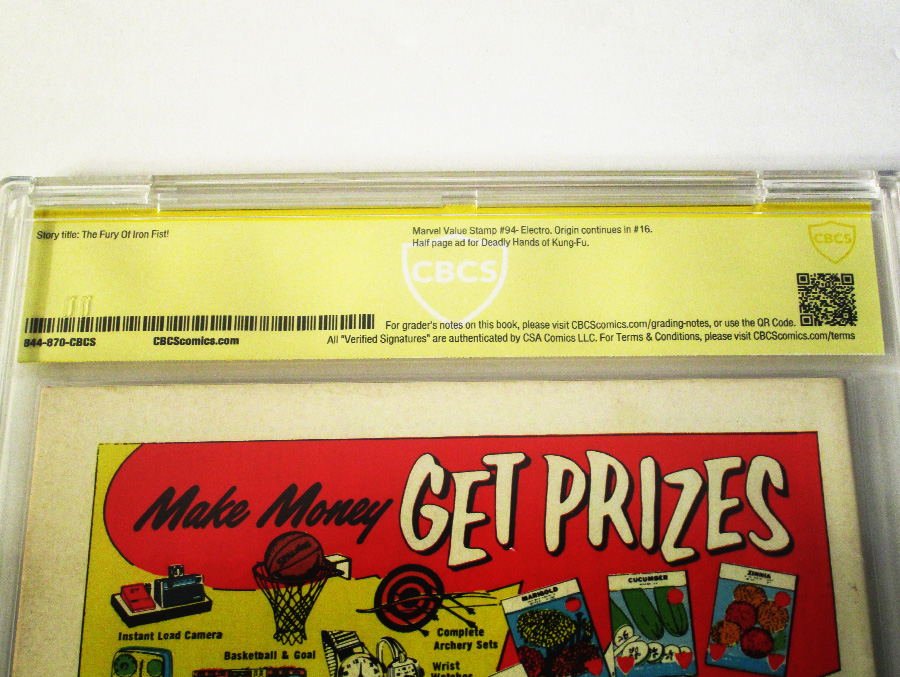 Story title: The Fury Of Iron Fist!
Marvel Value Stamp #94- Electro. Origin continues in #16.
Half page ad for Deadly Hands of Kung-Fu.
CBCS
CBCS
For grader's notes on this book, please visit CBCScomics.com/grading-notes, or use the QR Code.
844-870-CBCS CBCScomics.com
All "Verified Signatures" are authenticated by CSA Comics LLC. For Terms & Conditions, please visit CBCScomics.com/terms
Make Money GET PRIZES
MARIGOLD
CUCUMBER
ZINNIA
Instant Load Camera
Basketball & Goal
Complete
Archery Sets
Wrist
Watches